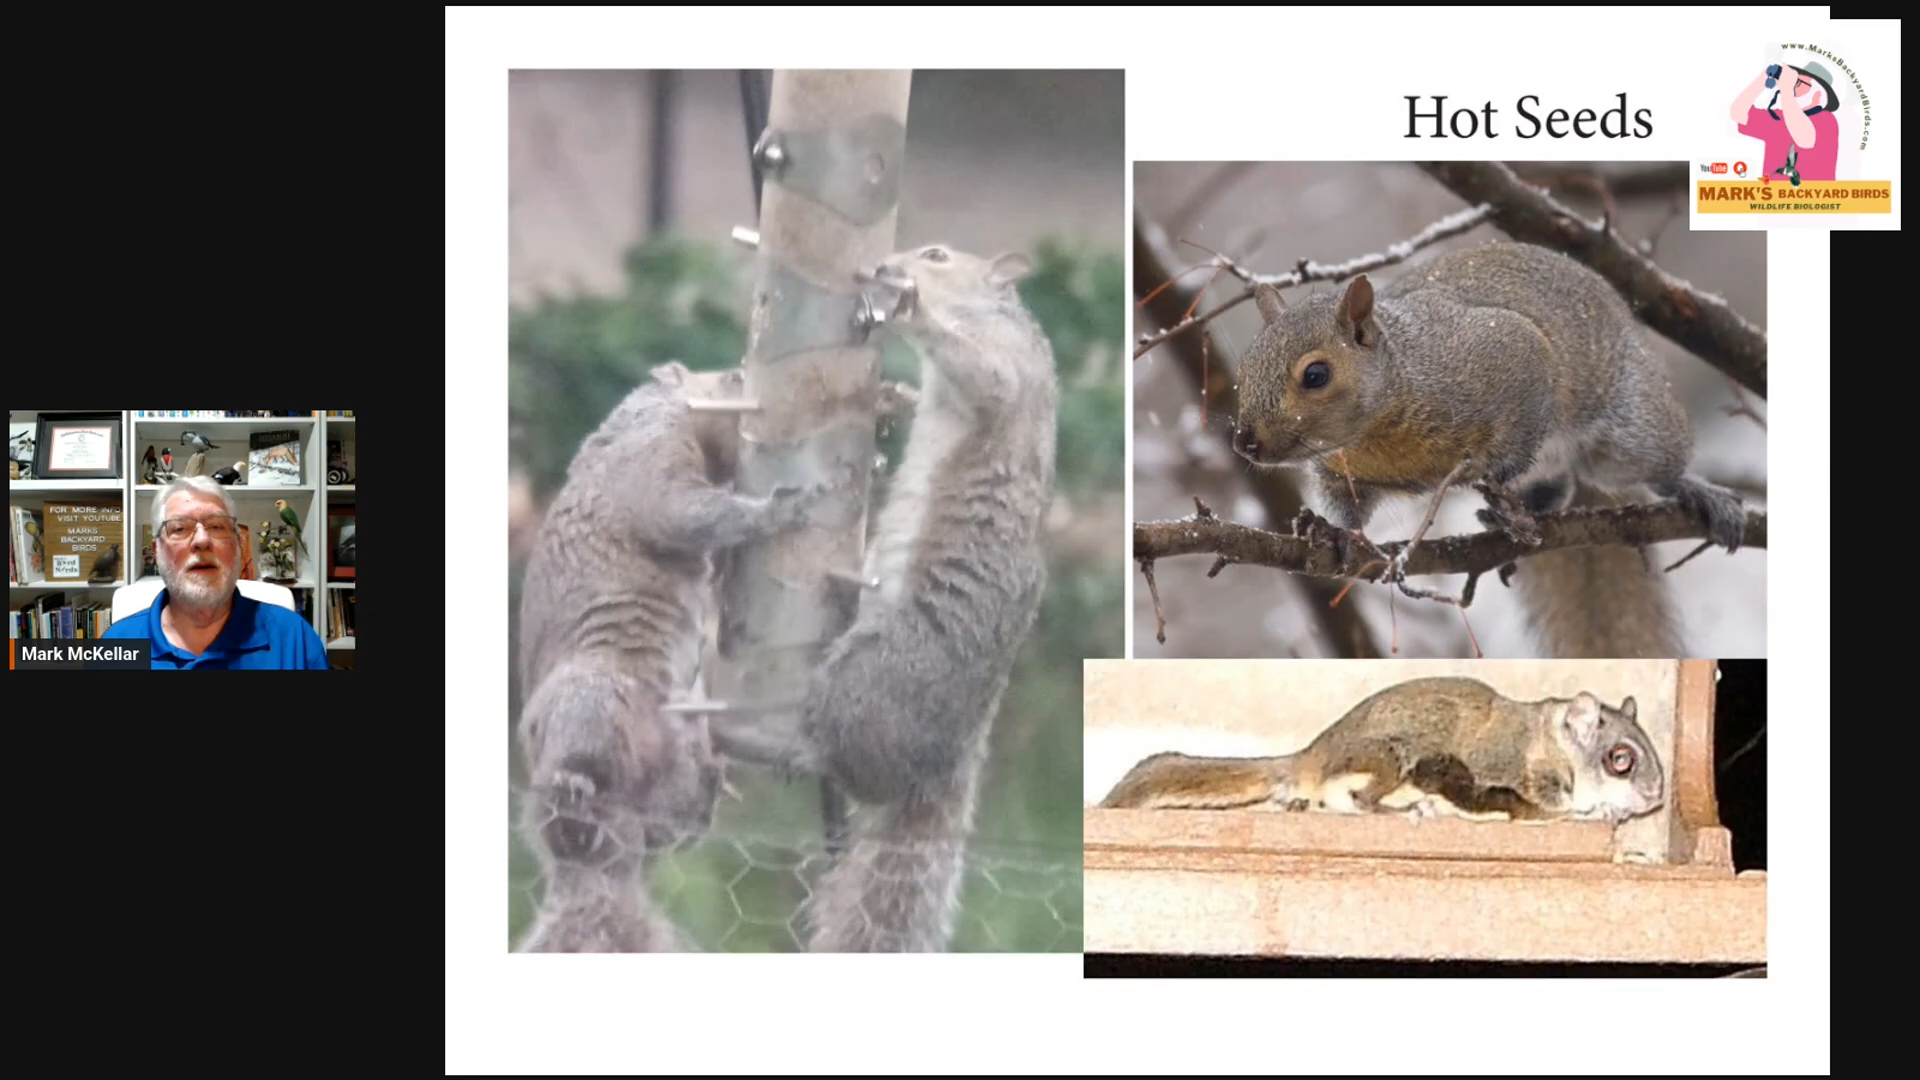 Hot Seeds
www.MarksBackyardBirds.com
YouTube
MARK'S BACKYARD BIRDS
WILDLIFE BIOLOGIST
FOR MORE INFO
VISIT YOUTUBE
MARKS
BACKYARD
BIRDS
Mark McKellar